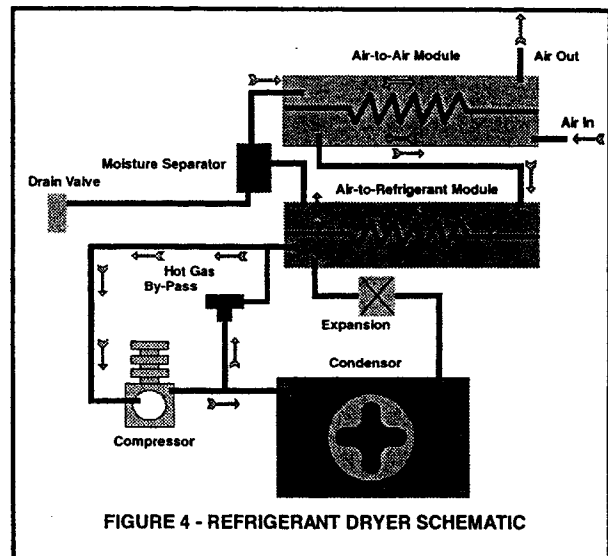 Air-to-Air Module
Air Out
Air In
Moisture Separator
Drain Valve
Air-to-Refrigerant Module
Hot Gas
By-Pass
Expansion
Condensor
Compressor
FIGURE 4 - REFRIGERANT DRYER SCHEMATIC